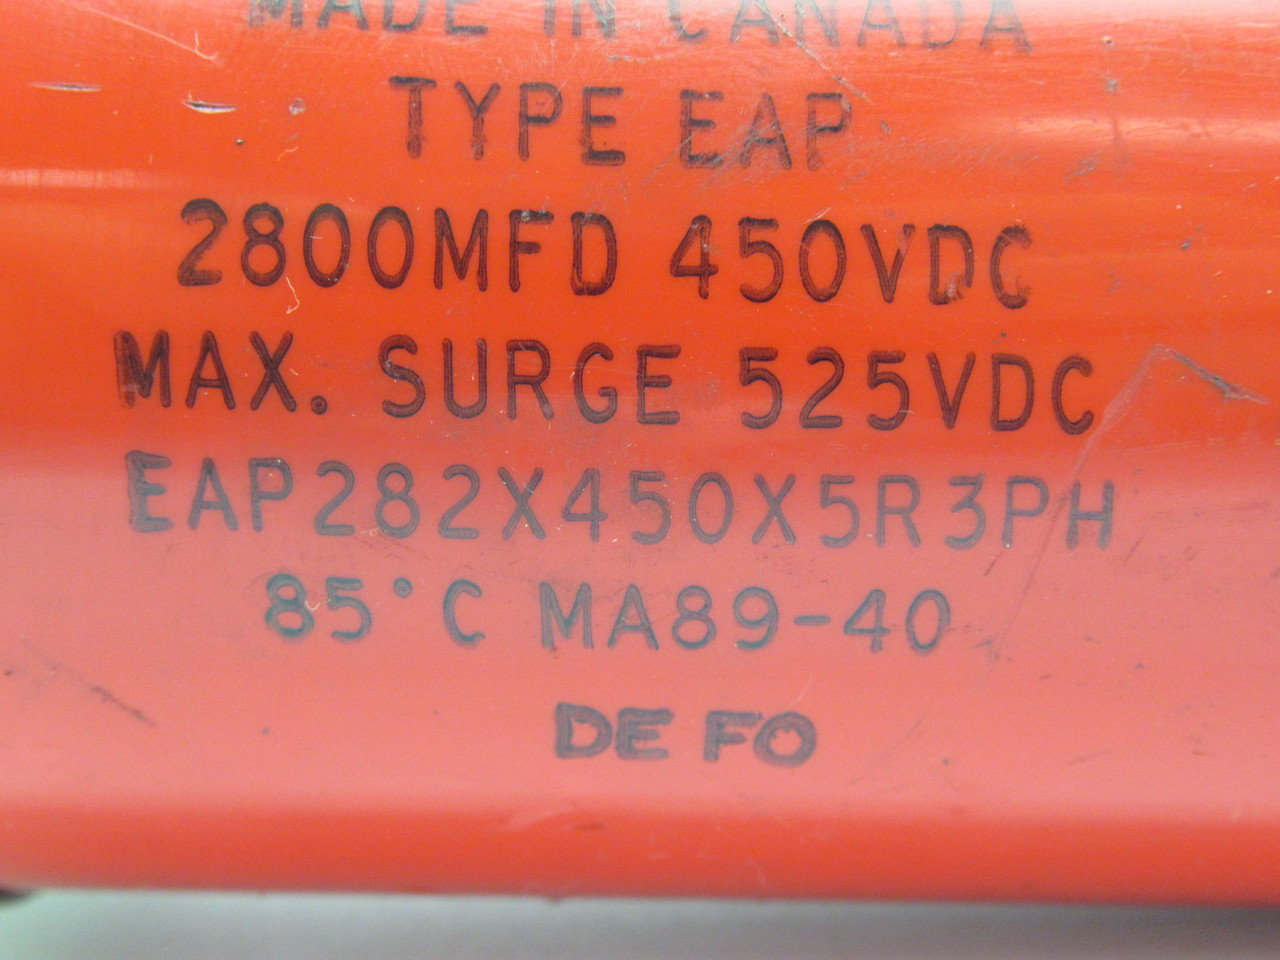 MADE IN CANADA
TYPE EAP
2800MFD 450VDC
MAX. SURGE 525VDC
EAP282X450X5R3PH
85°C MA89-40
DE FO